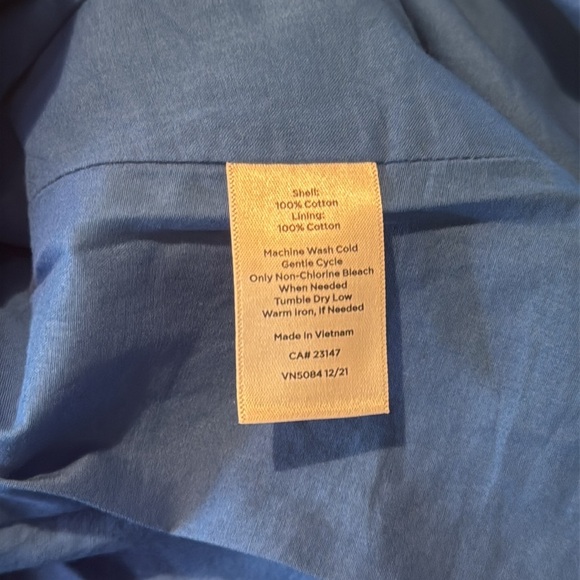 Shell:
100% Cotton
Lining:
100% Cotton
Machine Wash Cold
Gentle Cycle
Only Non-Chlorine Bleach
When Needed
Tumble Dry Low
Warm Iron, If Needed
Made in Vietnam
CA# 23147
VN5084 12/21